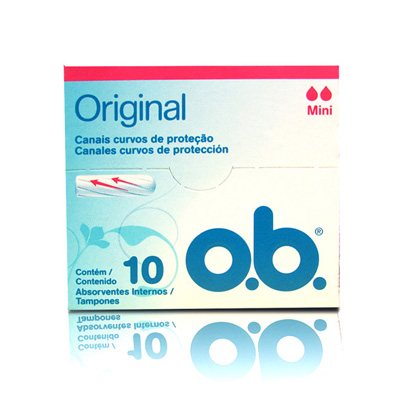 Original
Mini
Canais curvos de proteção
Canales curvos de protección
o.b.®
Contém /
Contenido
10
Absorventes Internos /
Tampones